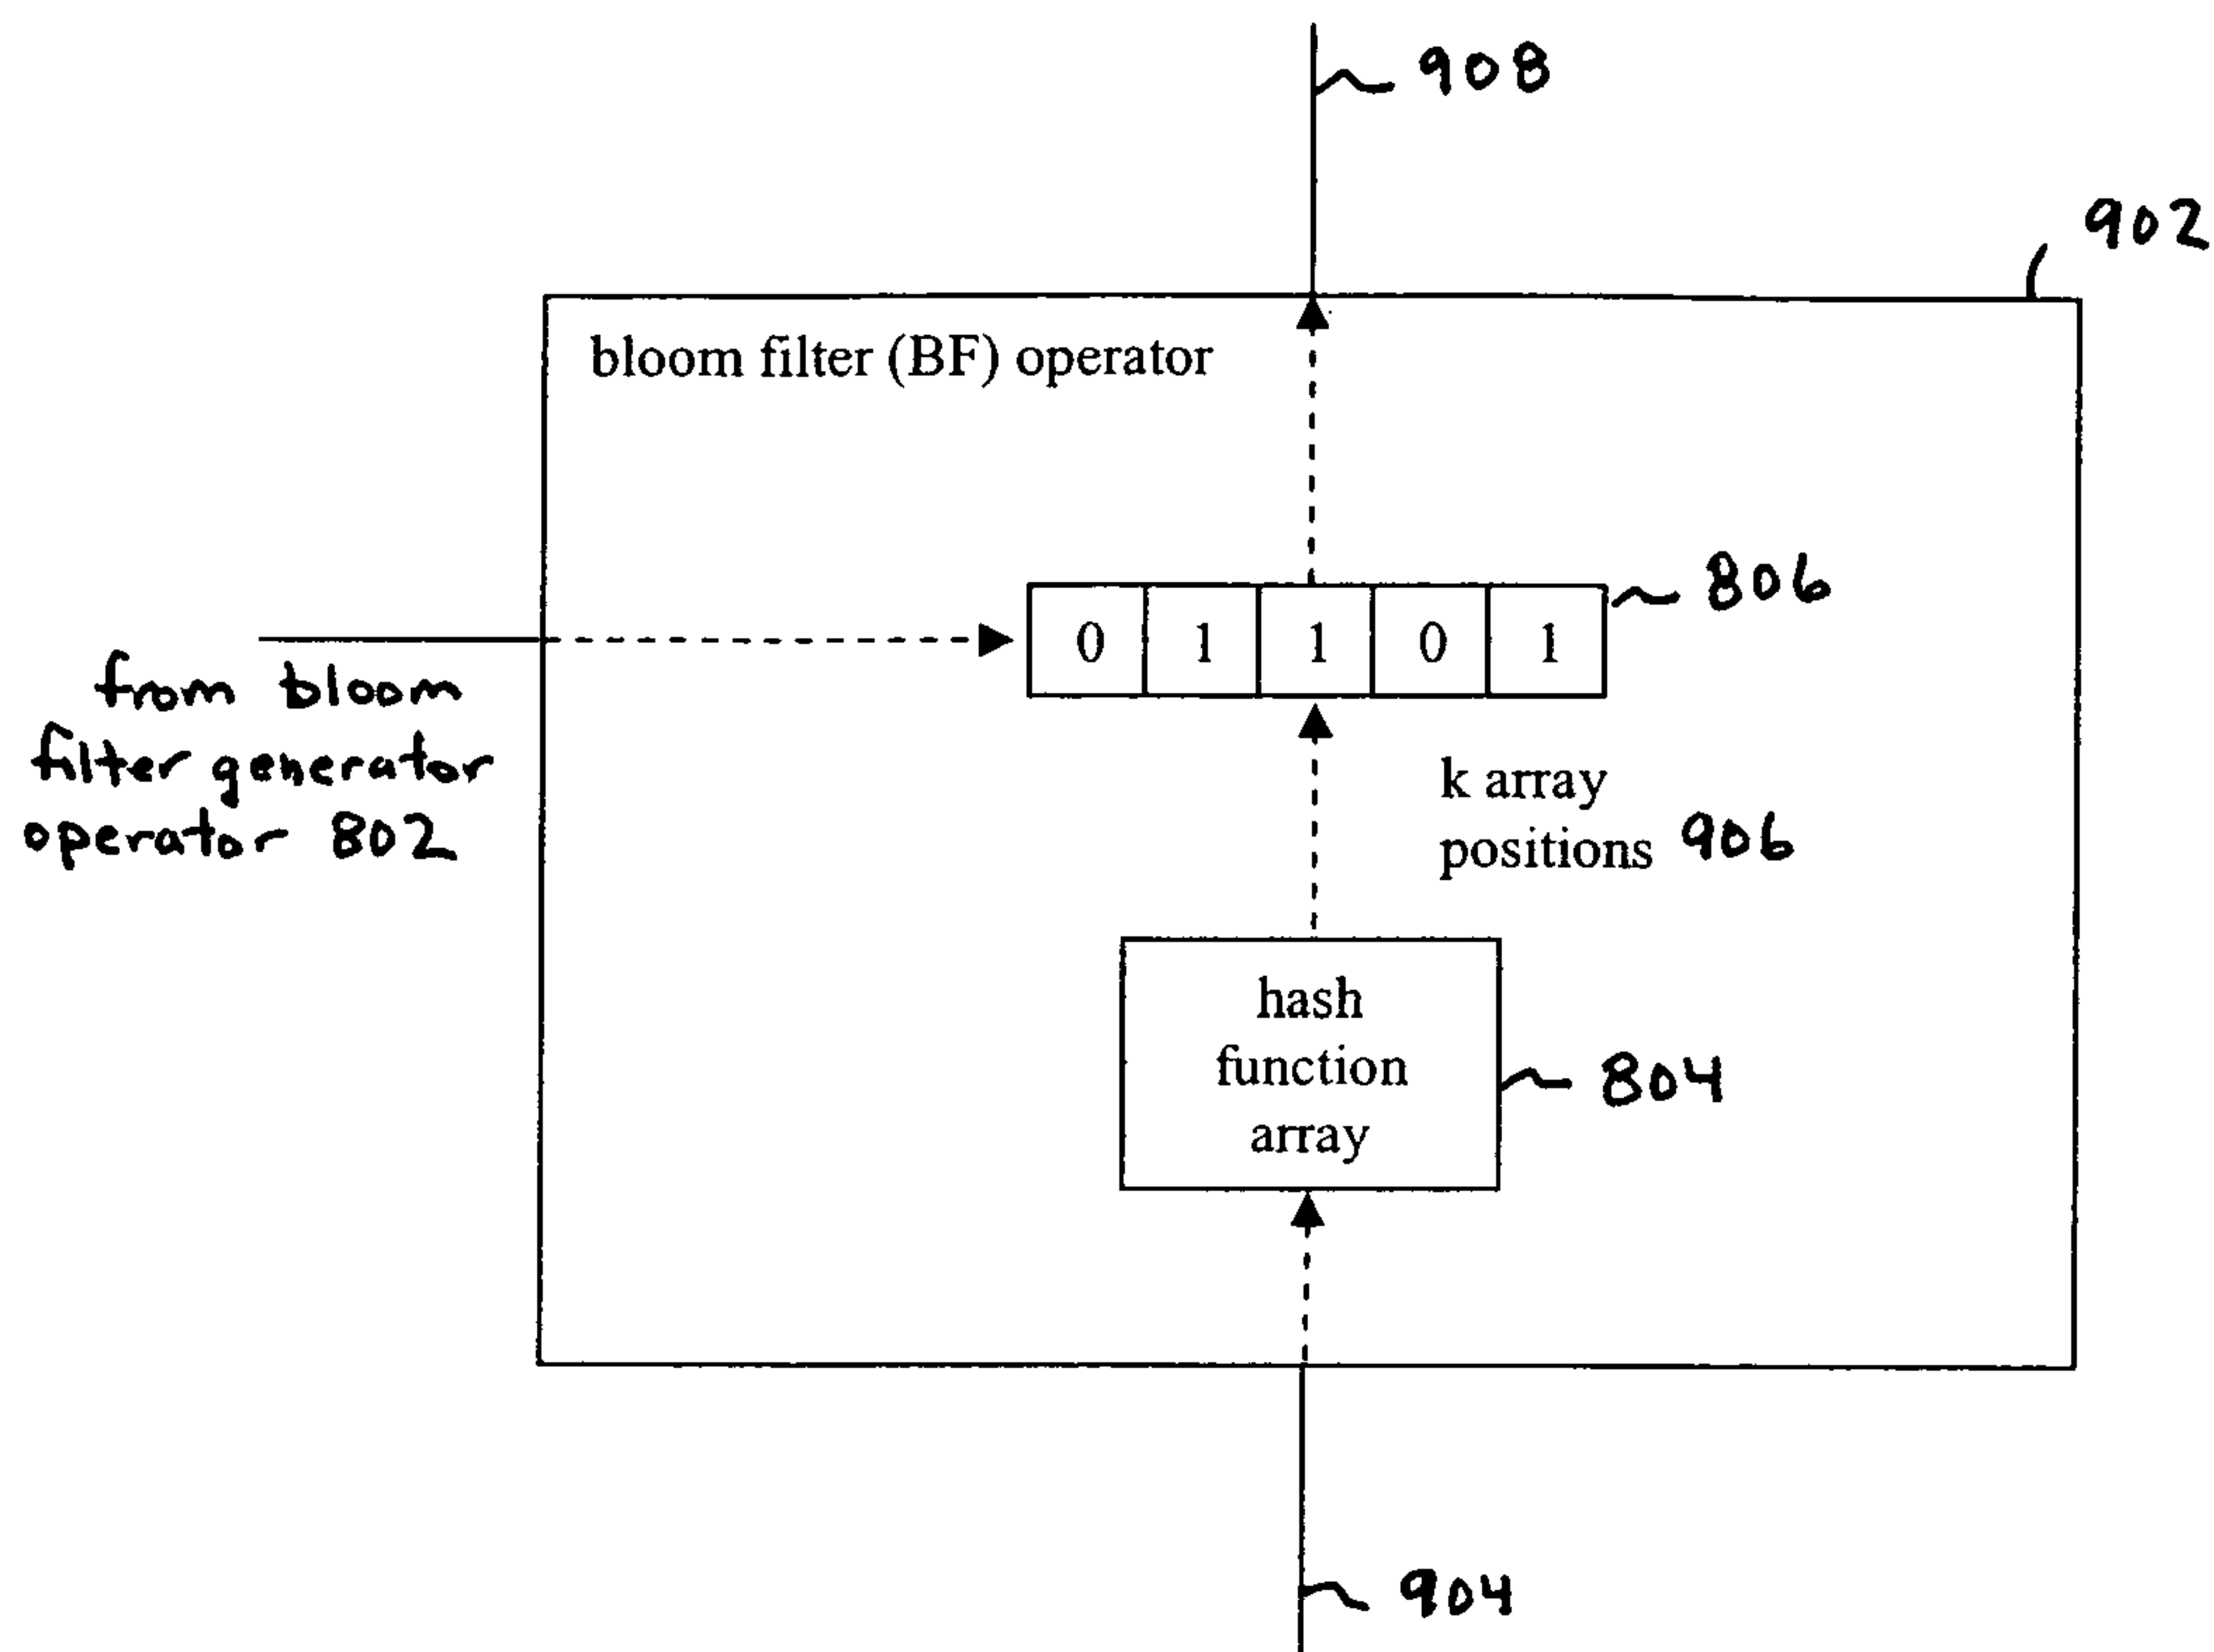 908
902
bloom filter (BF) operator
806
0 1 1 0 1
from bloom
filter generator
operator 802
k array
positions 906
hash
function
array
804
904